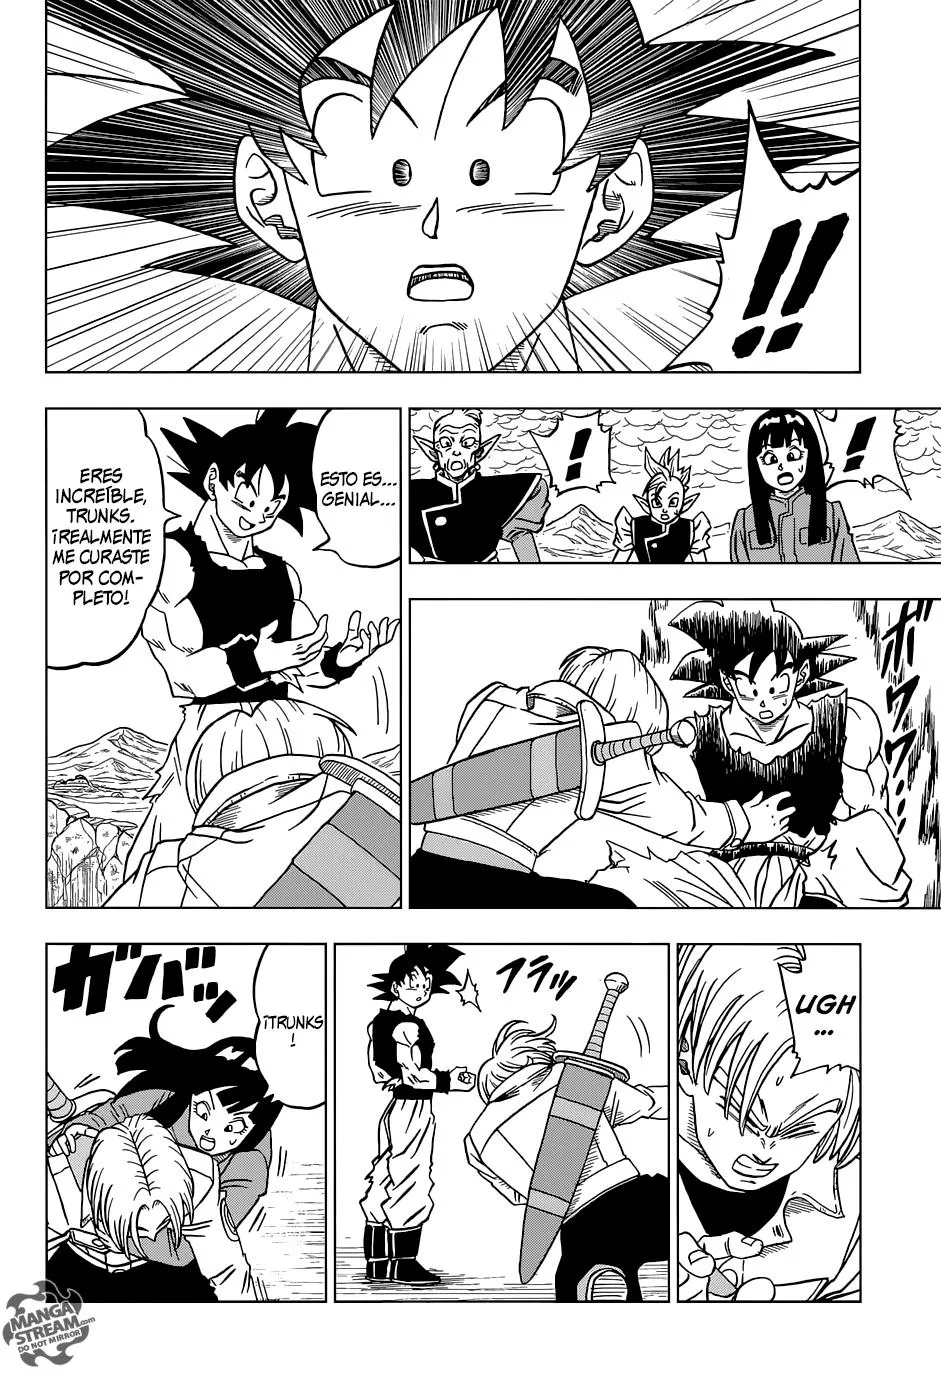 !!
!
!
ボワワ...
ESTO ES...
GENIAL...
ERES
INCREÍBLE,
TRUNKS.
¡REALMENTE
ME CURASTE
POR COM-
PLETO!
UGH
...
フラッ
¡TRUNKS
!
ガバッ
MANGA
STREAM.com
DO NOT MIRROR!